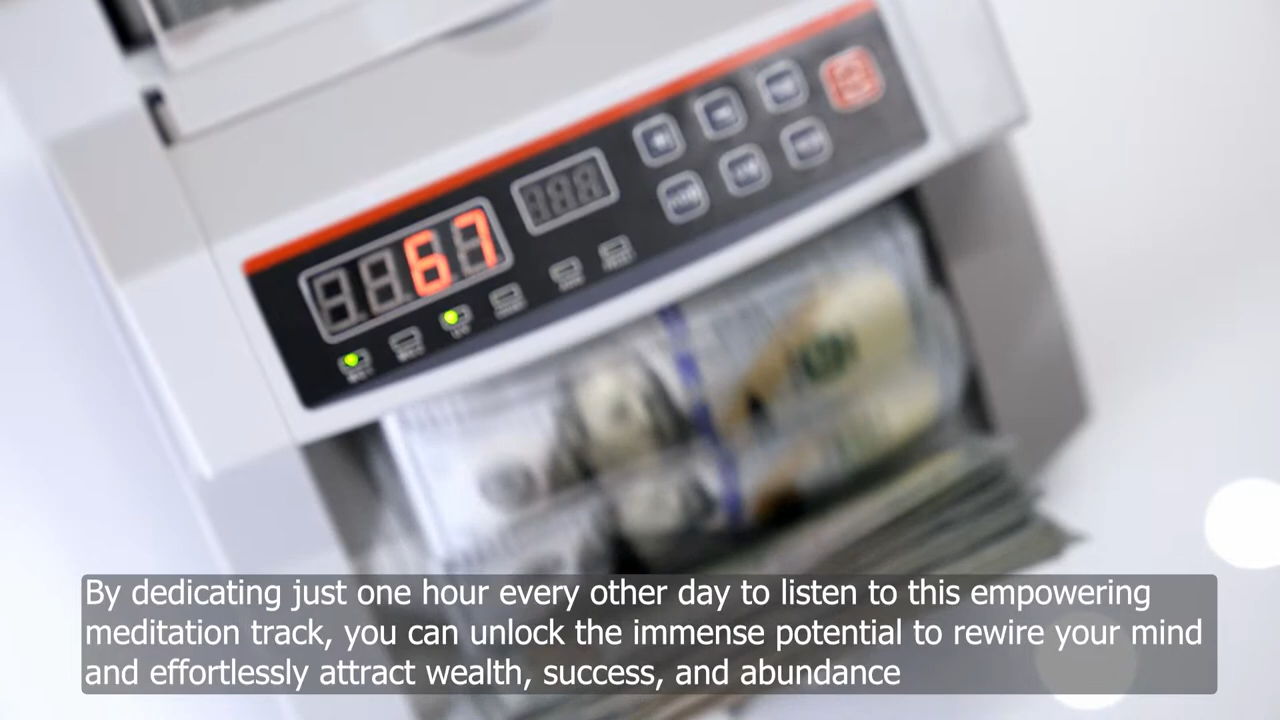 67
By dedicating just one hour every other day to listen to this empowering
meditation track, you can unlock the immense potential to rewire your mind
and effortlessly attract wealth, success, and abundance